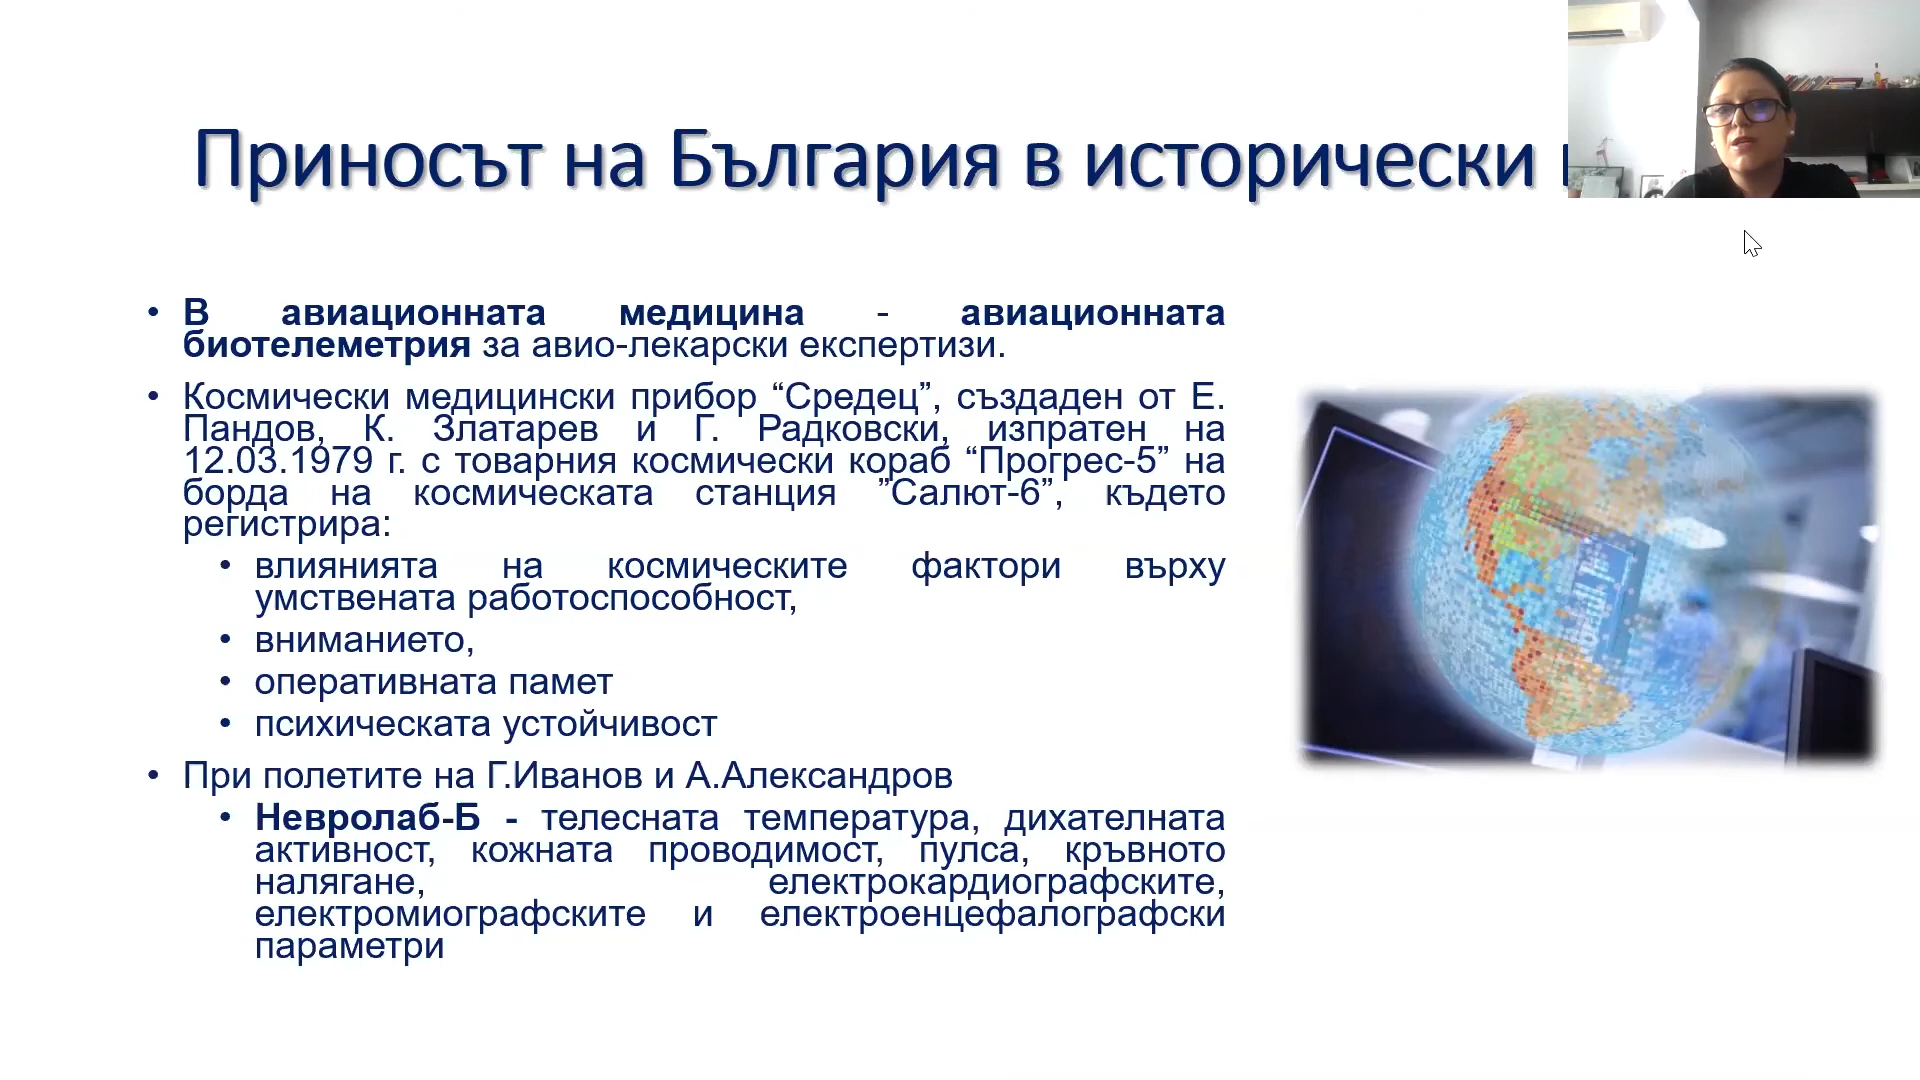 Приносът на България в исторически
• В авиационната медицина - авиационната
биотелеметрия за авио-лекарски експертизи.
• Космически медицински прибор “Средец”, създаден от Е.
Пандов, К. Златарев и Г. Радковски, изпратен на
12.03.1979 г. с товарния космически кораб “Прогрес-5” на
борда на космическата станция ”Салют-6”, където
регистрира:
• влиянията на космическите фактори върху
умствената работоспособност,
• вниманието,
• оперативната памет
• психическата устойчивост
• При полетите на Г.Иванов и А.Александров
• Невролаб-Б - телесната температура, дихателната
активност, кожната проводимост, пулса, кръвното
налягане, електрокардиографските,
електромиографските и електроенцефалографски
параметри